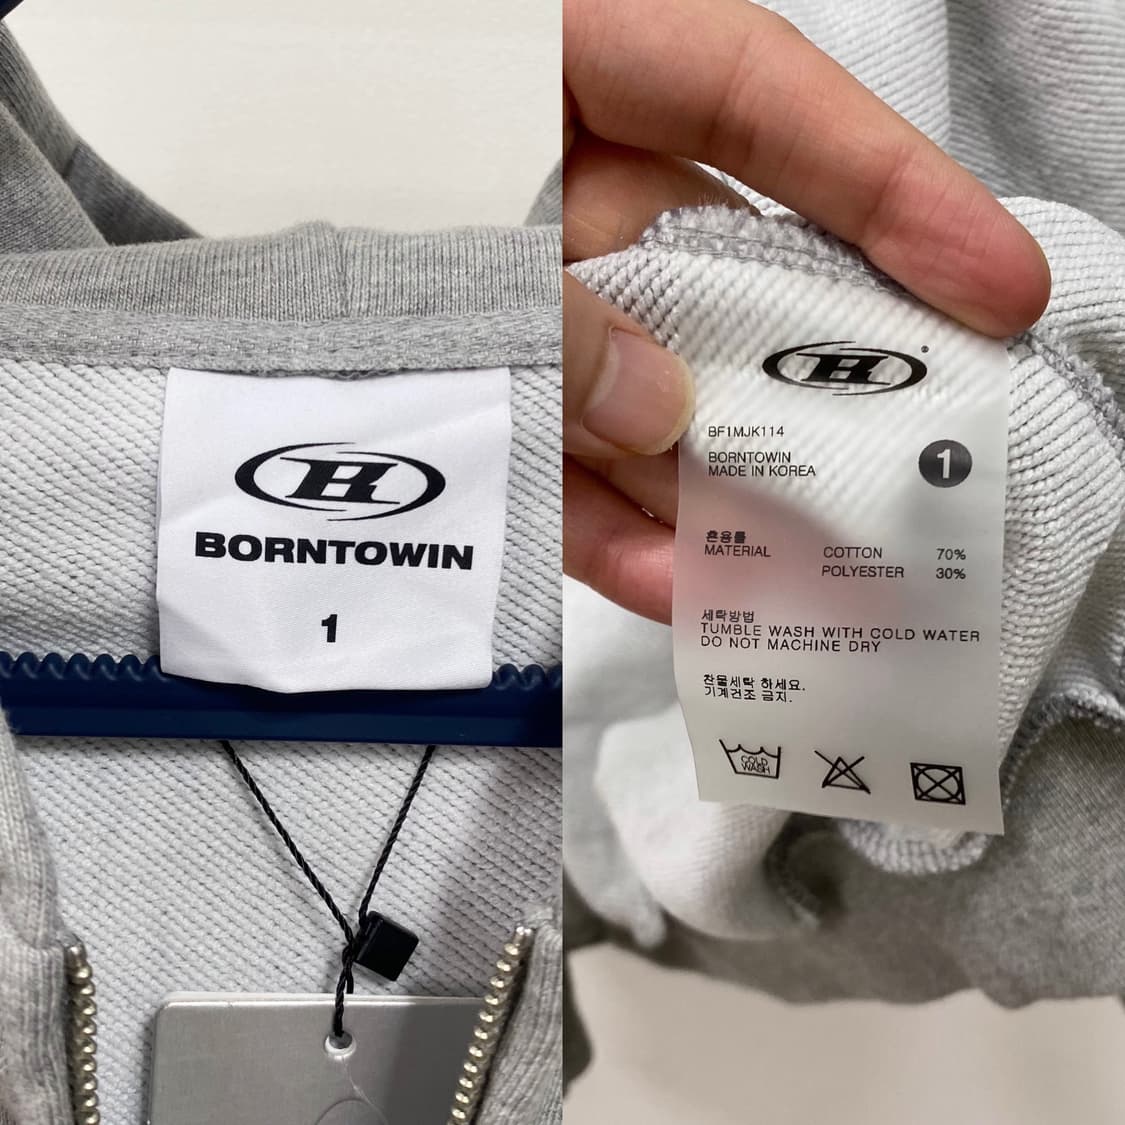 B
BORNTOWIN
1
B®
BF1MJK114
BORNTOWIN
MADE IN KOREA
1
혼용률
MATERIAL COTTON 70%
POLYESTER 30%
세탁방법
TUMBLE WASH WITH COLD WATER
DO NOT MACHINE DRY
찬물세탁 하세요.
기계건조 금지.
COLD
WASH